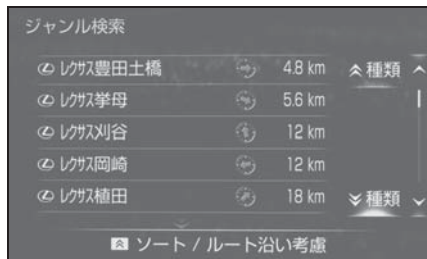 ジャンル検索
レクサス豊田土橋 4.8 km 種類
レクサス挙母 5.6 km
レクサス刈谷 12 km
レクサス岡崎 12 km
レクサス植田 18 km 種類
ソート / ルート沿い考慮